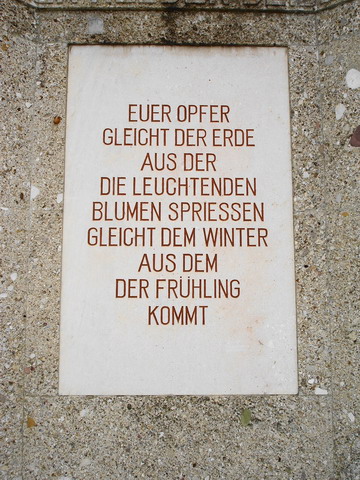 EUER OPFER
GLEICHT DER ERDE
AUS DER
DIE LEUCHTENDEN
BLUMEN SPRIESSEN
GLEICHT DEM WINTER
AUS DEM
DER FRÜHLING
KOMMT